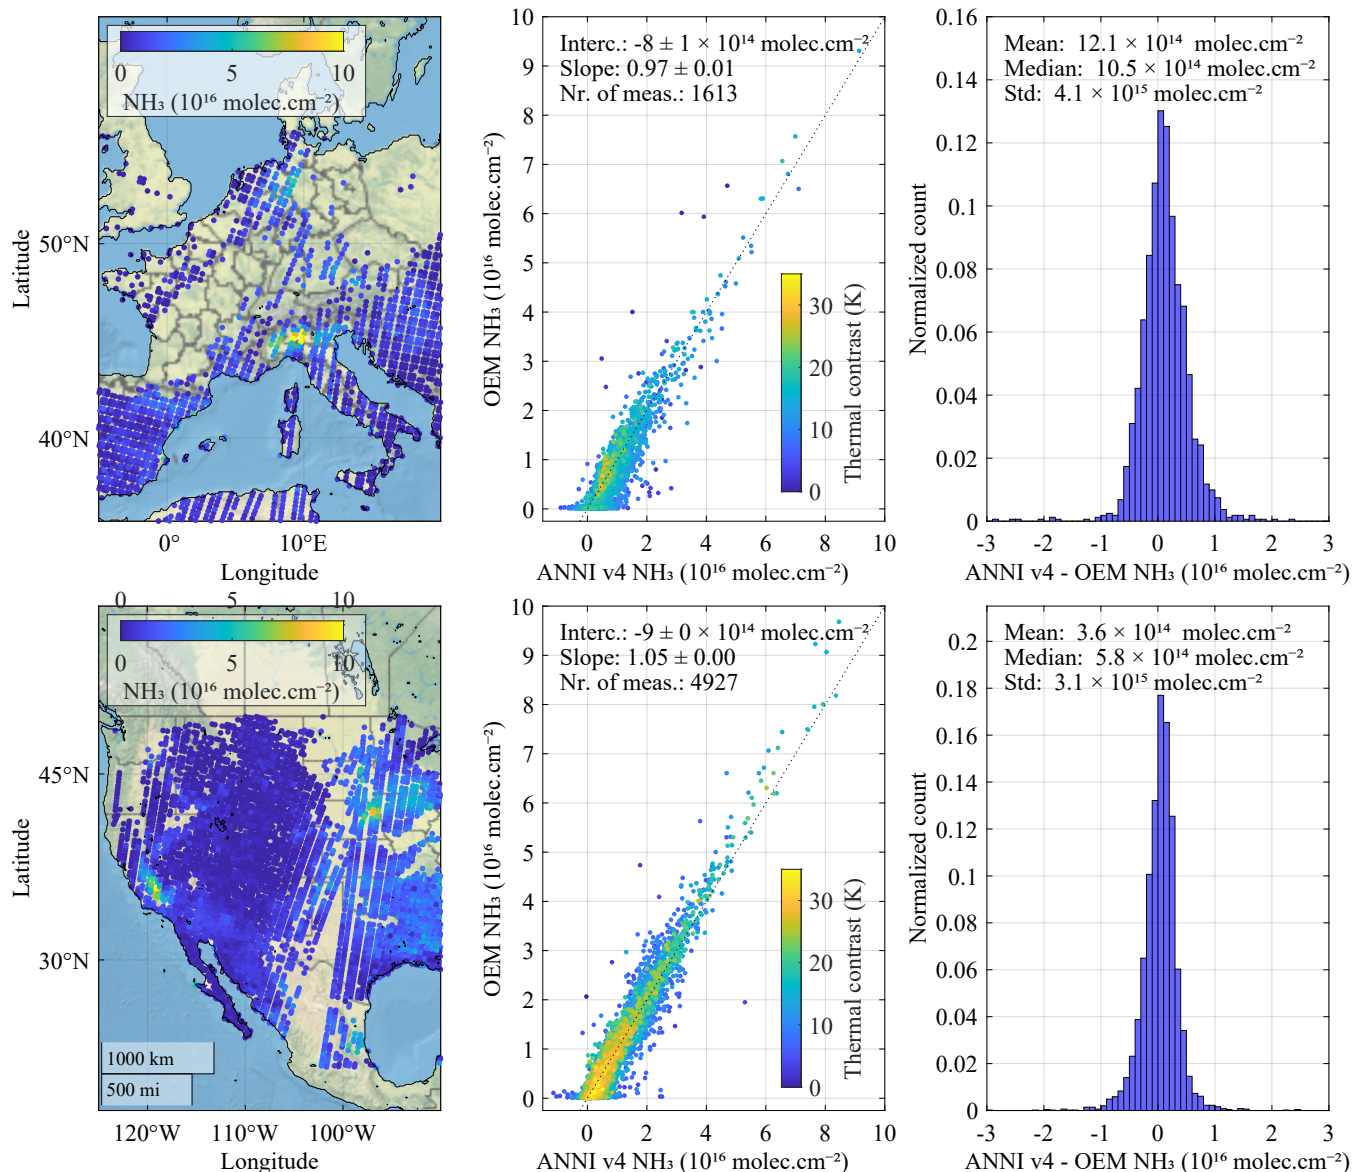 0 5 10
NH₃ (10¹⁶ molec.cm⁻²)
50°N
40°N
Latitude
0° 10°E
Longitude
10
9
8
7
6
5
4
3
2
1
0
OEM NH₃ (10¹⁶ molec.cm⁻²)
Interc.: -8 ± 1 × 10¹⁴ molec.cm⁻²
Slope: 0.97 ± 0.01
Nr. of meas.: 1613
30
20
10
0
Thermal contrast (K)
0 2 4 6 8 10
ANNI v4 NH₃ (10¹⁶ molec.cm⁻²)
0.16
0.14
0.12
0.1
0.08
0.06
0.04
0.02
0
Normalized count
Mean: 12.1 × 10¹⁴ molec.cm⁻²
Median: 10.5 × 10¹⁴ molec.cm⁻²
Std: 4.1 × 10¹⁵ molec.cm⁻²
-3 -2 -1 0 1 2 3
ANNI v4 - OEM NH₃ (10¹⁶ molec.cm⁻²)
0 5 10
0 5 10
NH₃ (10¹⁶ molec.cm⁻²)
45°N
30°N
Latitude
1000 km
500 mi
120°W 110°W 100°W
Longitude
10
9
8
7
6
5
4
3
2
1
0
OEM NH₃ (10¹⁶ molec.cm⁻²)
Interc.: -9 ± 0 × 10¹⁴ molec.cm⁻²
Slope: 1.05 ± 0.00
Nr. of meas.: 4927
30
20
10
0
Thermal contrast (K)
0 2 4 6 8 10
ANNI v4 NH₃ (10¹⁶ molec.cm⁻²)
0.2
0.18
0.16
0.14
0.12
0.1
0.08
0.06
0.04
0.02
0
Normalized count
Mean: 3.6 × 10¹⁴ molec.cm⁻²
Median: 5.8 × 10¹⁴ molec.cm⁻²
Std: 3.1 × 10¹⁵ molec.cm⁻²
-3 -2 -1 0 1 2 3
ANNI v4 - OEM NH₃ (10¹⁶ molec.cm⁻²)